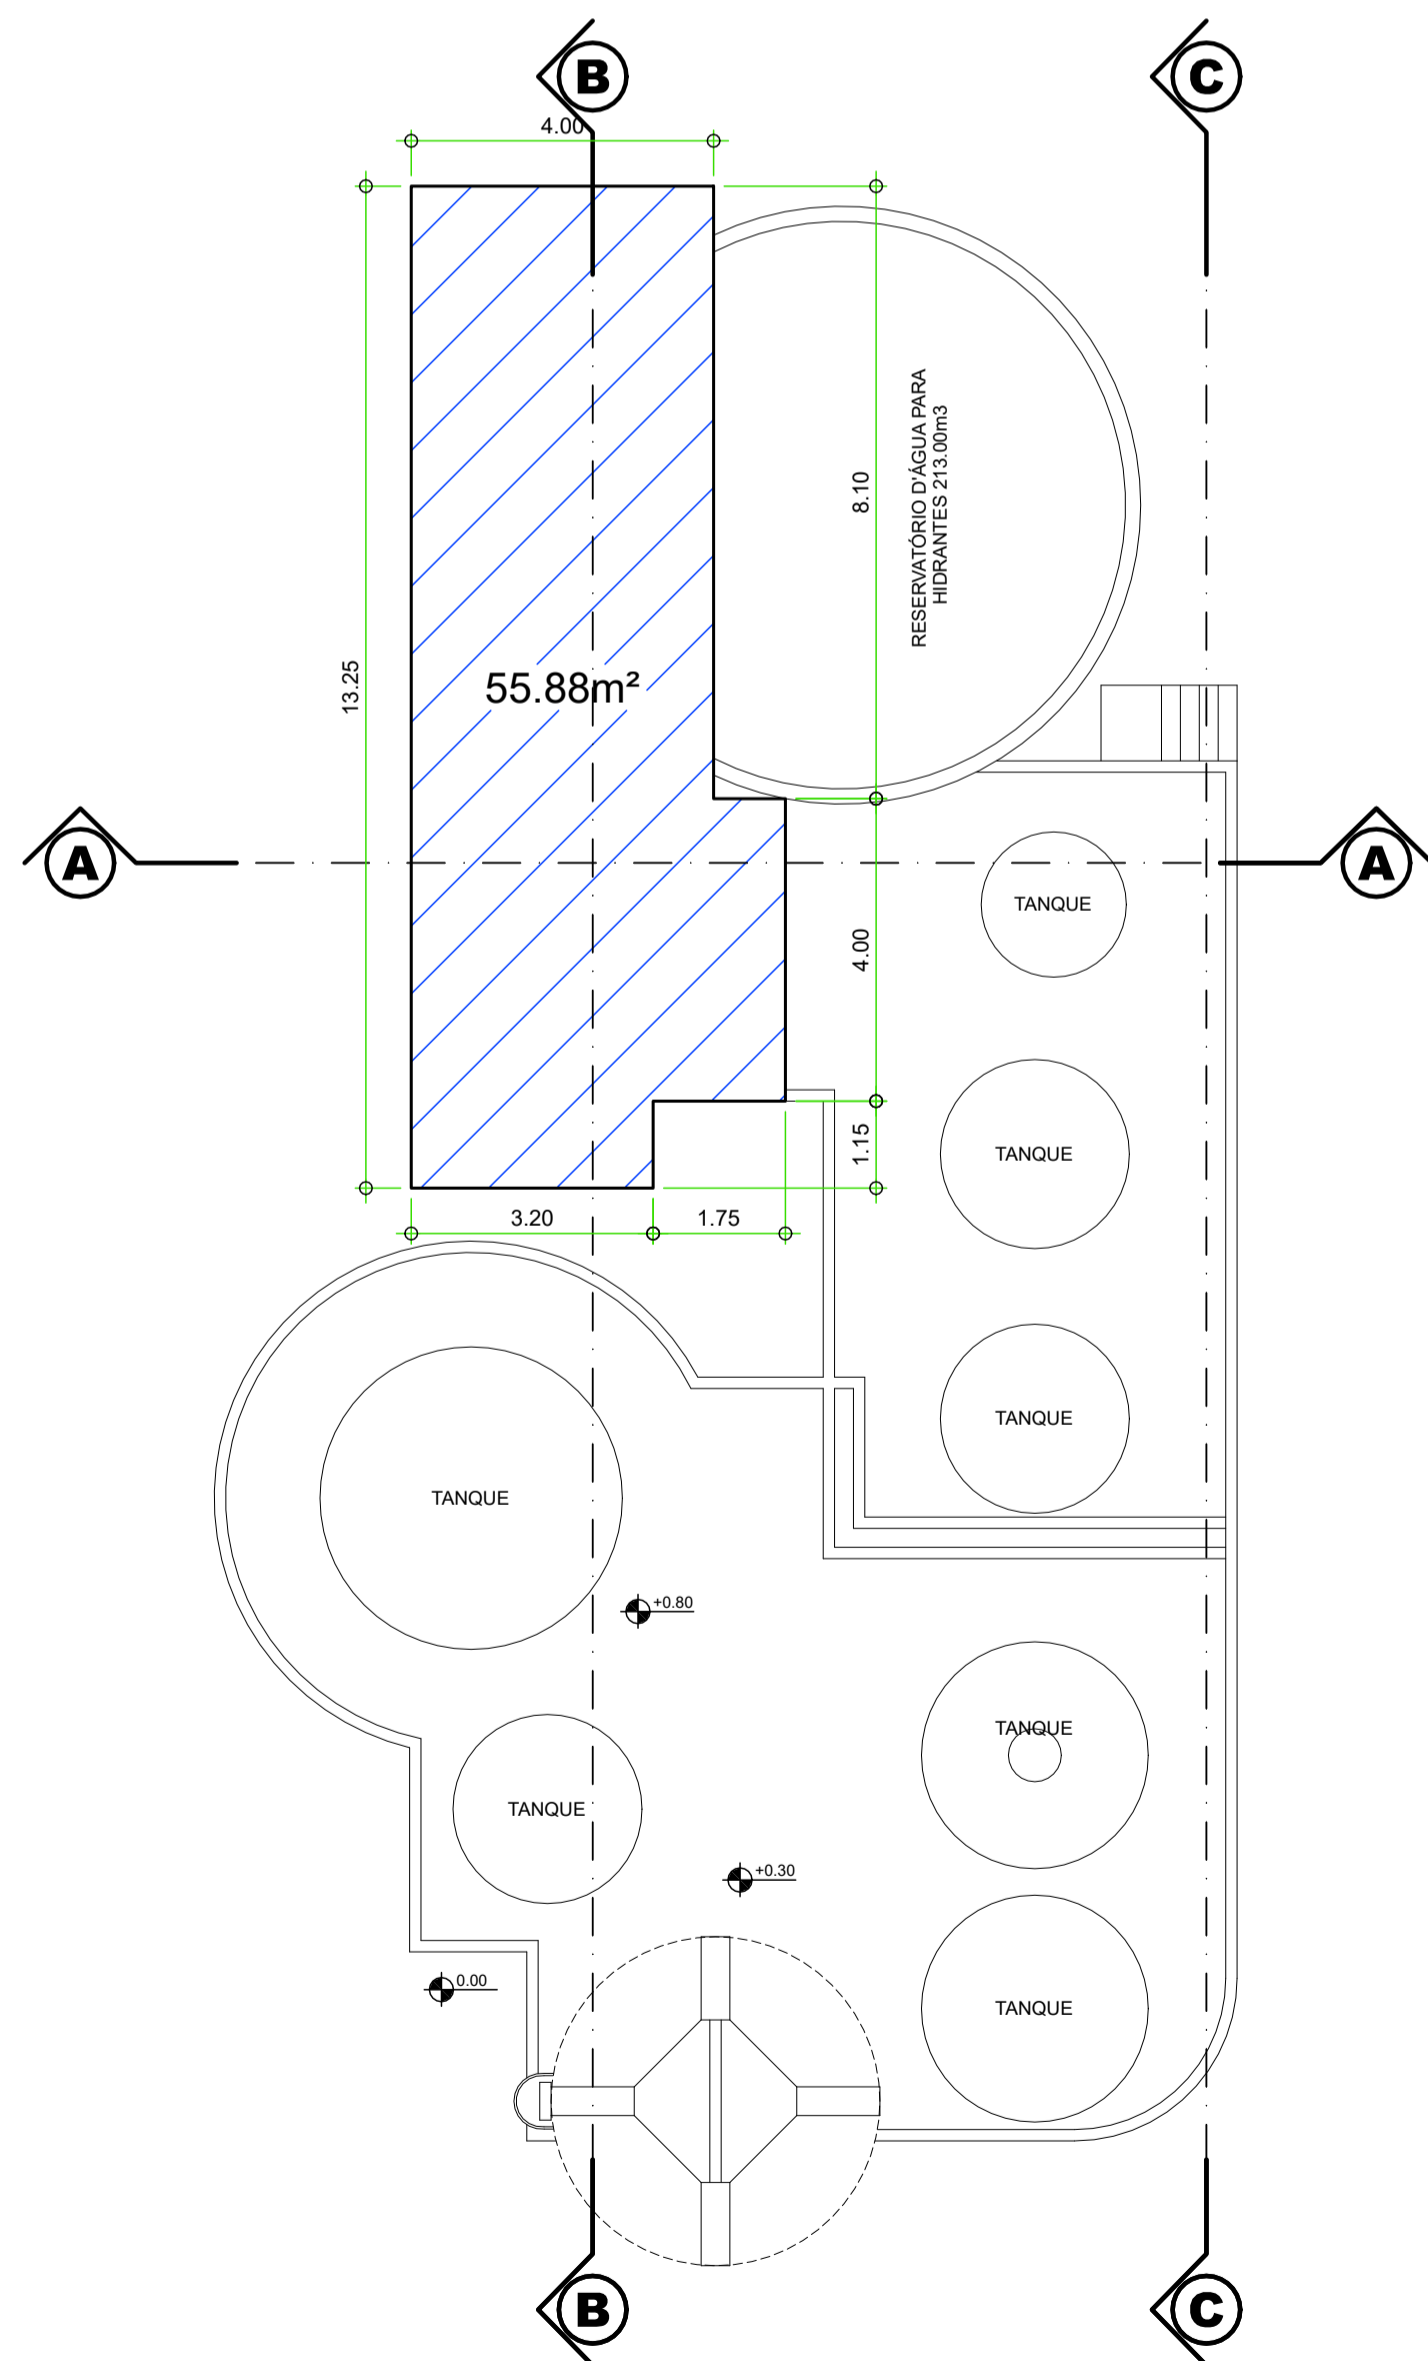 B
C
4.00
RESERVATÓRIO D'ÁGUA PARA
HIDRANTES 213.00m3
8.10
13.25
55.88m²
A
A
TANQUE
4.00
1.15
TANQUE
3.20
1.75
TANQUE
TANQUE
+0.80
TANQUE
TANQUE
+0.30
0.00
TANQUE
B
C